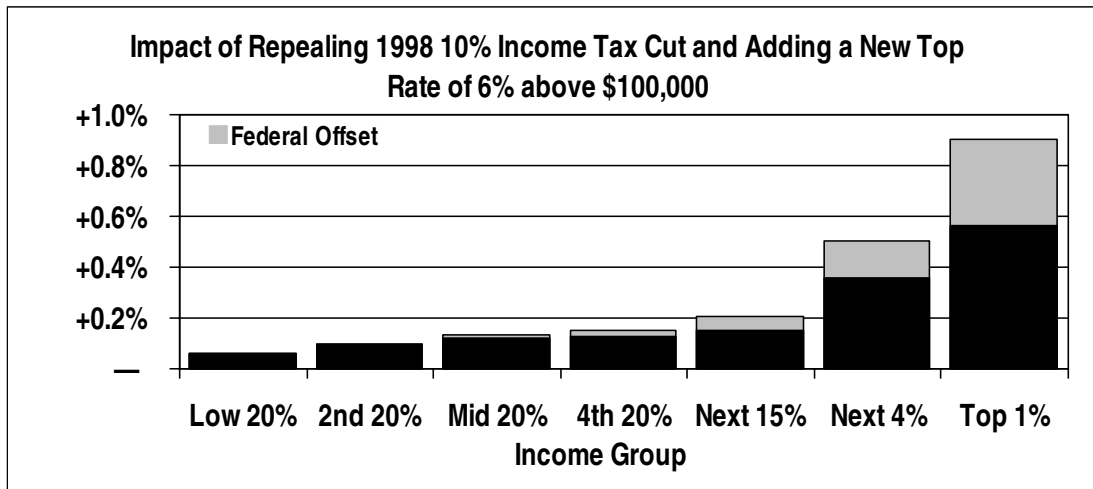 Impact of Repealing 1998 10% Income Tax Cut and Adding a New Top
Rate of 6% above $100,000
+1.0%
Federal Offset
+0.8%
+0.6%
+0.4%
+0.2%
—
Low 20% 2nd 20% Mid 20% 4th 20% Next 15% Next 4% Top 1%
Income Group